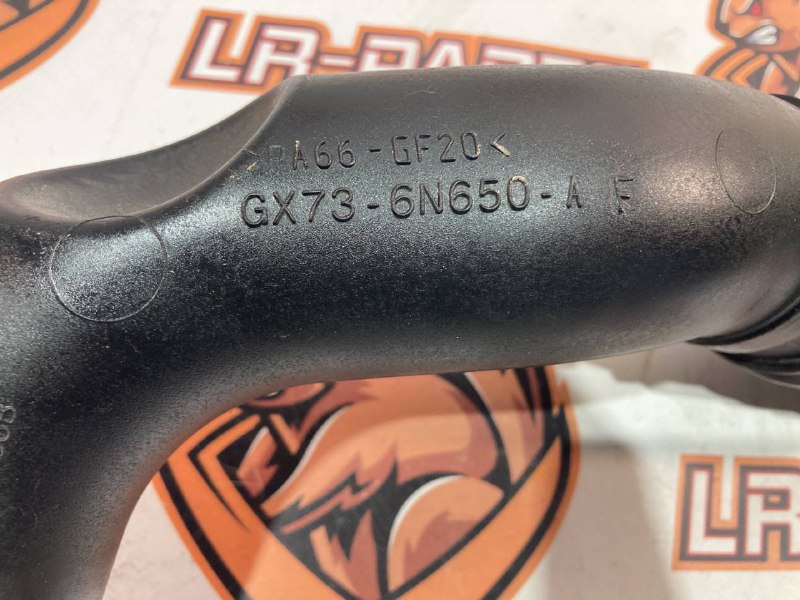 LR-PARTS
>PA66-GF20<
GX73-6N650-A E
LR